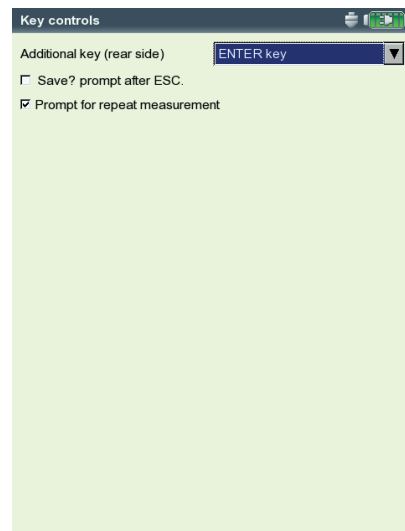 Key controls
Additional key (rear side) ENTER key
Save? prompt after ESC.
Prompt for repeat measurement